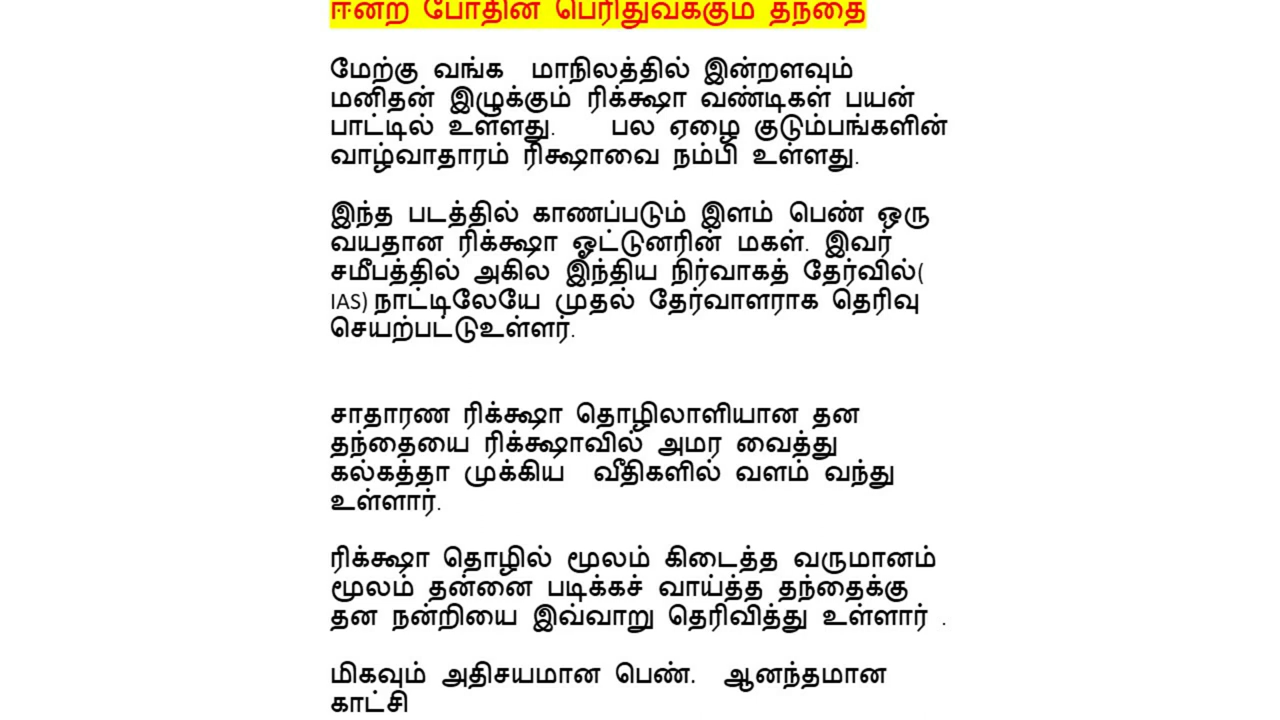 ஈன்ற போதின் பெரிதுவக்கும் தந்தை
மேற்கு வங்க மாநிலத்தில் இன்றளவும்
மனிதன் இழுக்கும் ரிக்க்ஷா வண்டிகள் பயன்
பாட்டில் உள்ளது. பல ஏழை குடும்பங்களின்
வாழ்வாதாரம் ரிக்ஷாவை நம்பி உள்ளது.
இந்த படத்தில் காணப்படும் இளம் பெண் ஒரு
வயதான ரிக்க்ஷா ஓட்டுனரின் மகள். இவர்
சமீபத்தில் அகில இந்திய நிர்வாகத் தேர்வில்(
IAS) நாட்டிலேயே முதல் தேர்வாளராக தெரிவு
செயற்பட்டுஉள்ளர்.
சாதாரண ரிக்க்ஷா தொழிலாளியான தன
தந்தையை ரிக்க்ஷாவில் அமர வைத்து
கல்கத்தா முக்கிய வீதிகளில் வளம் வந்து
உள்ளார்.
ரிக்க்ஷா தொழில் மூலம் கிடைத்த வருமானம்
மூலம் தன்னை படிக்கச் வாய்த்த தந்தைக்கு
தன நன்றியை இவ்வாறு தெரிவித்து உள்ளார் .
மிகவும் அதிசயமான பெண். ஆனந்தமான
காட்சி